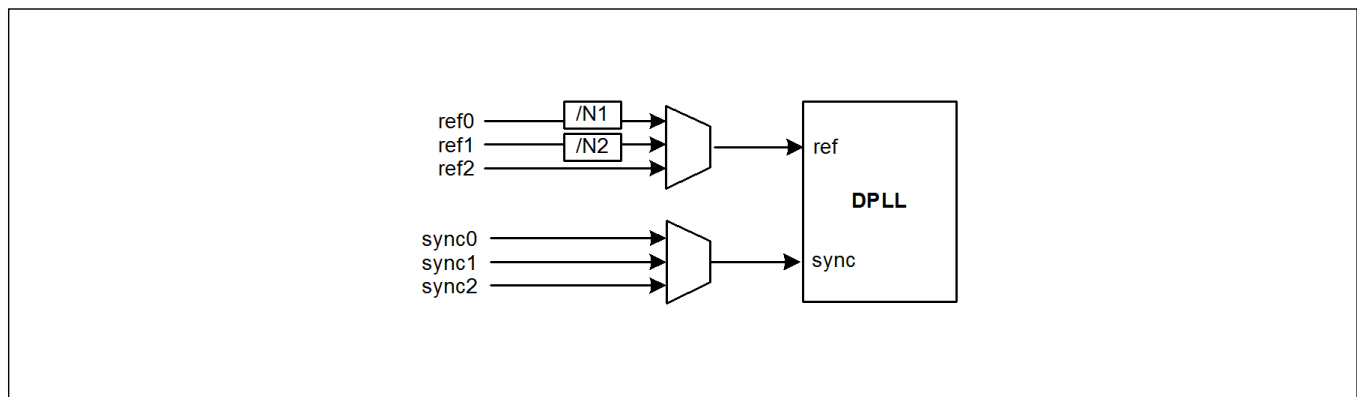 /N1
ref0
ref1
/N2
ref2
ref
DPLL
sync0
sync1
sync2
sync